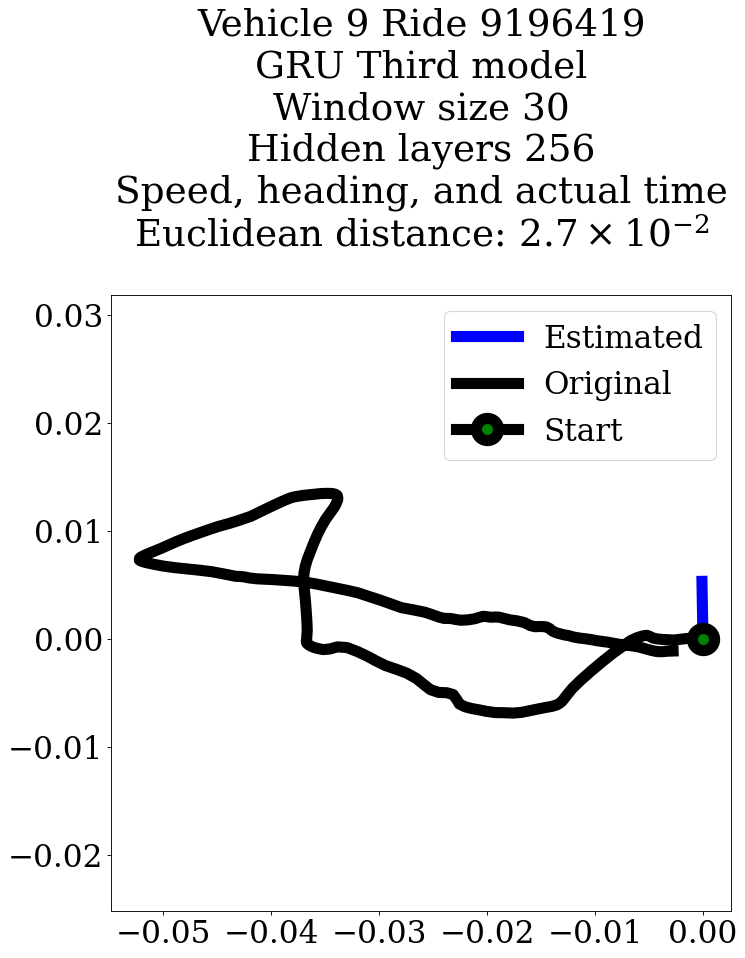 Vehicle 9 Ride 9196419
GRU Third model
Window size 30
Hidden layers 256
Speed, heading, and actual time
Euclidean distance: 2.7 × 10⁻²
0.03
0.02
0.01
0.00
−0.01
−0.02
Estimated
Original
Start
−0.05 −0.04 −0.03 −0.02 −0.01 0.00